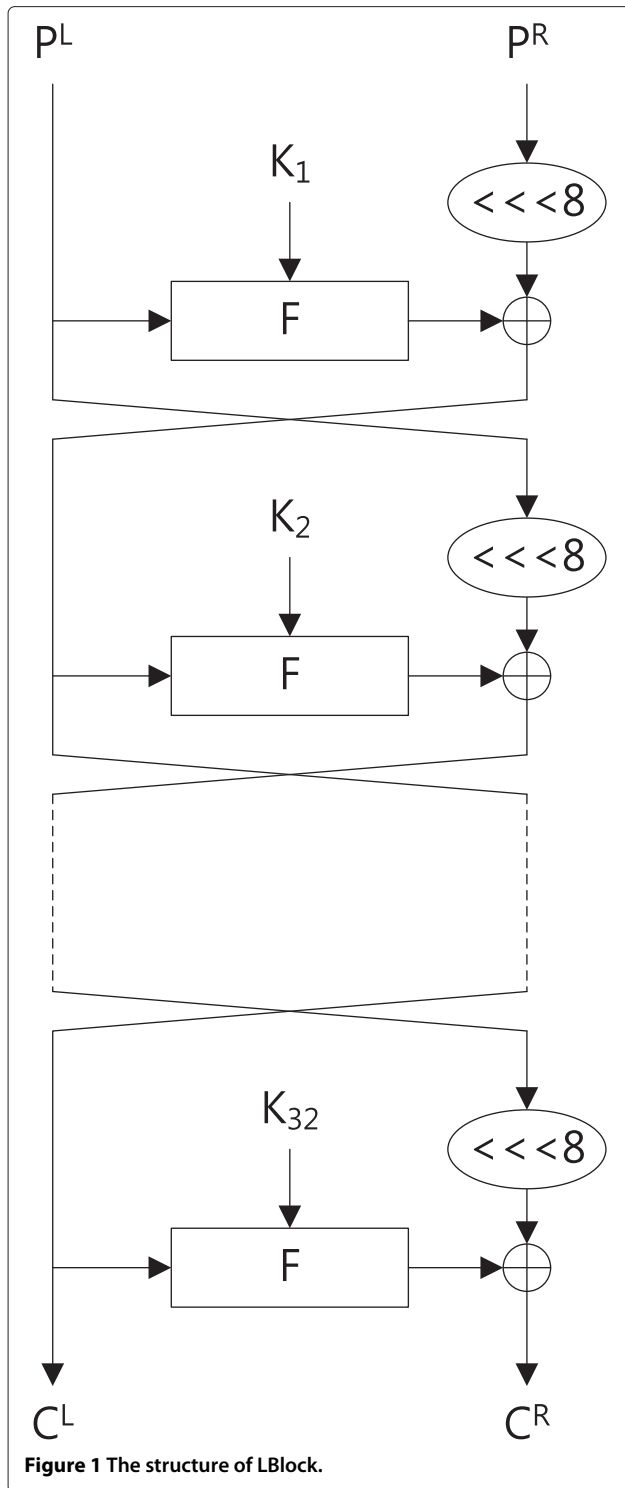 P^L P^R
<<<8
K_1
F
<<<8
K_2
F
<<<8
K_32
F
C^L C^R
Figure 1 The structure of LBlock.